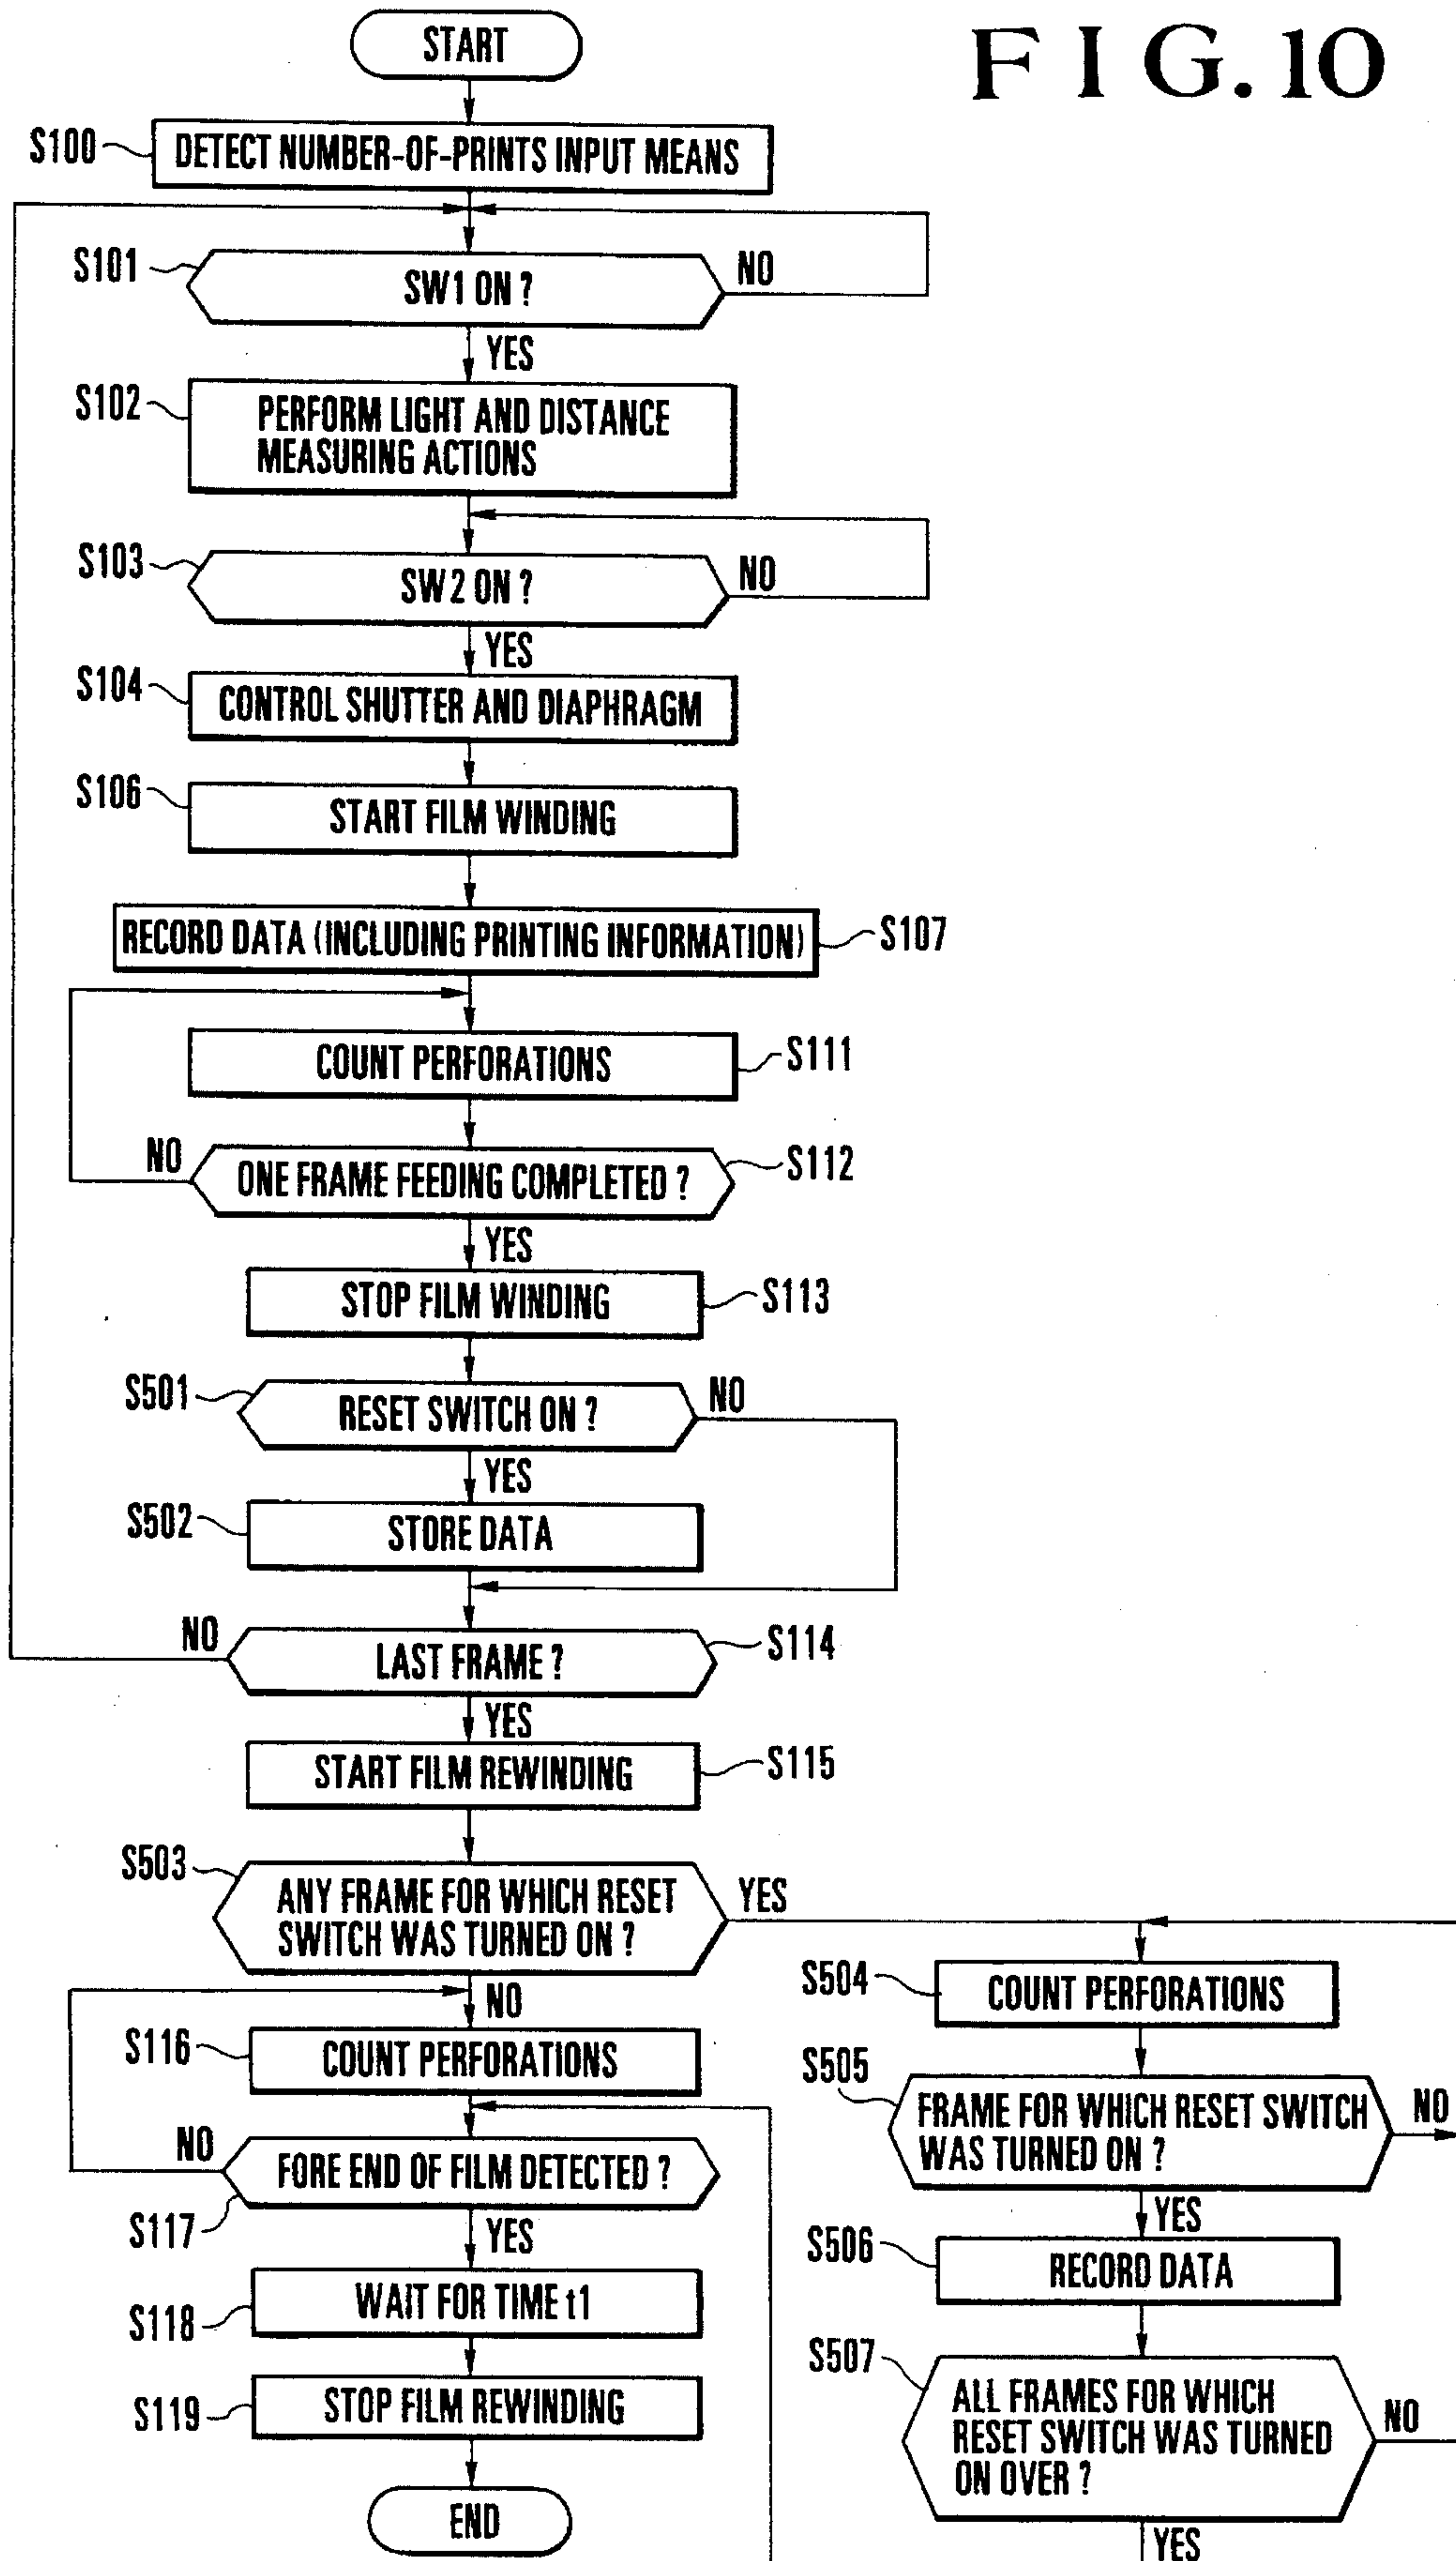 FIG. 10
START
S100
DETECT NUMBER-OF-PRINTS INPUT MEANS
S101
SW1 ON ?
NO
YES
S102
PERFORM LIGHT AND DISTANCE
MEASURING ACTIONS
S103
SW2 ON ?
NO
YES
S104
CONTROL SHUTTER AND DIAPHRAGM
S106
START FILM WINDING
RECORD DATA (INCLUDING PRINTING INFORMATION)
S107
COUNT PERFORATIONS
S111
NO
ONE FRAME FEEDING COMPLETED ?
S112
YES
STOP FILM WINDING
S113
S501
RESET SWITCH ON ?
NO
YES
S502
STORE DATA
NO
LAST FRAME ?
S114
YES
START FILM REWINDING
S115
S503
ANY FRAME FOR WHICH RESET
SWITCH WAS TURNED ON ?
YES
NO
S116
COUNT PERFORATIONS
NO
FORE END OF FILM DETECTED ?
S117
YES
S118
WAIT FOR TIME t1
S119
STOP FILM REWINDING
END
S504
COUNT PERFORATIONS
S505
FRAME FOR WHICH RESET SWITCH
WAS TURNED ON ?
NO
YES
S506
RECORD DATA
S507
ALL FRAMES FOR WHICH
RESET SWITCH WAS TURNED
ON OVER ?
NO
YES